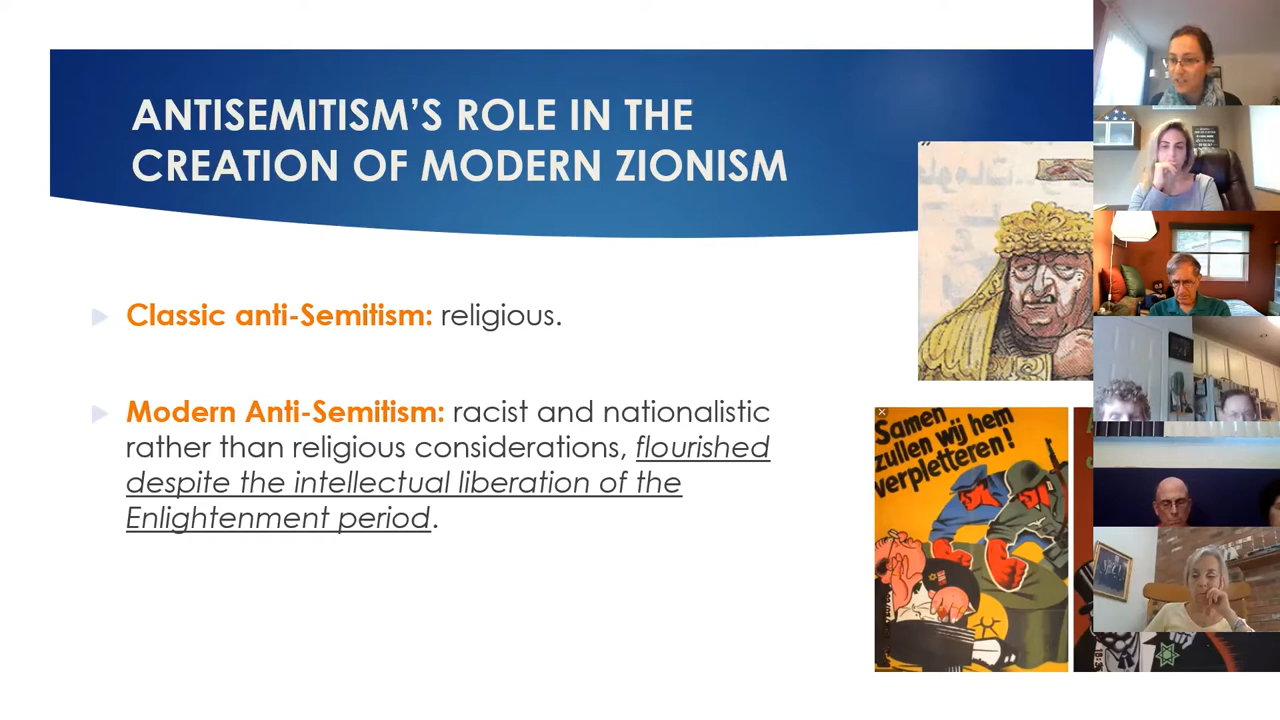 ANTISEMITISM'S ROLE IN THE
CREATION OF MODERN ZIONISM
Classic anti-Semitism: religious.
Modern Anti-Semitism: racist and nationalistic
rather than religious considerations, flourished
despite the intellectual liberation of the
Enlightenment period.
Samen
zullen wij hem
verpletteren!